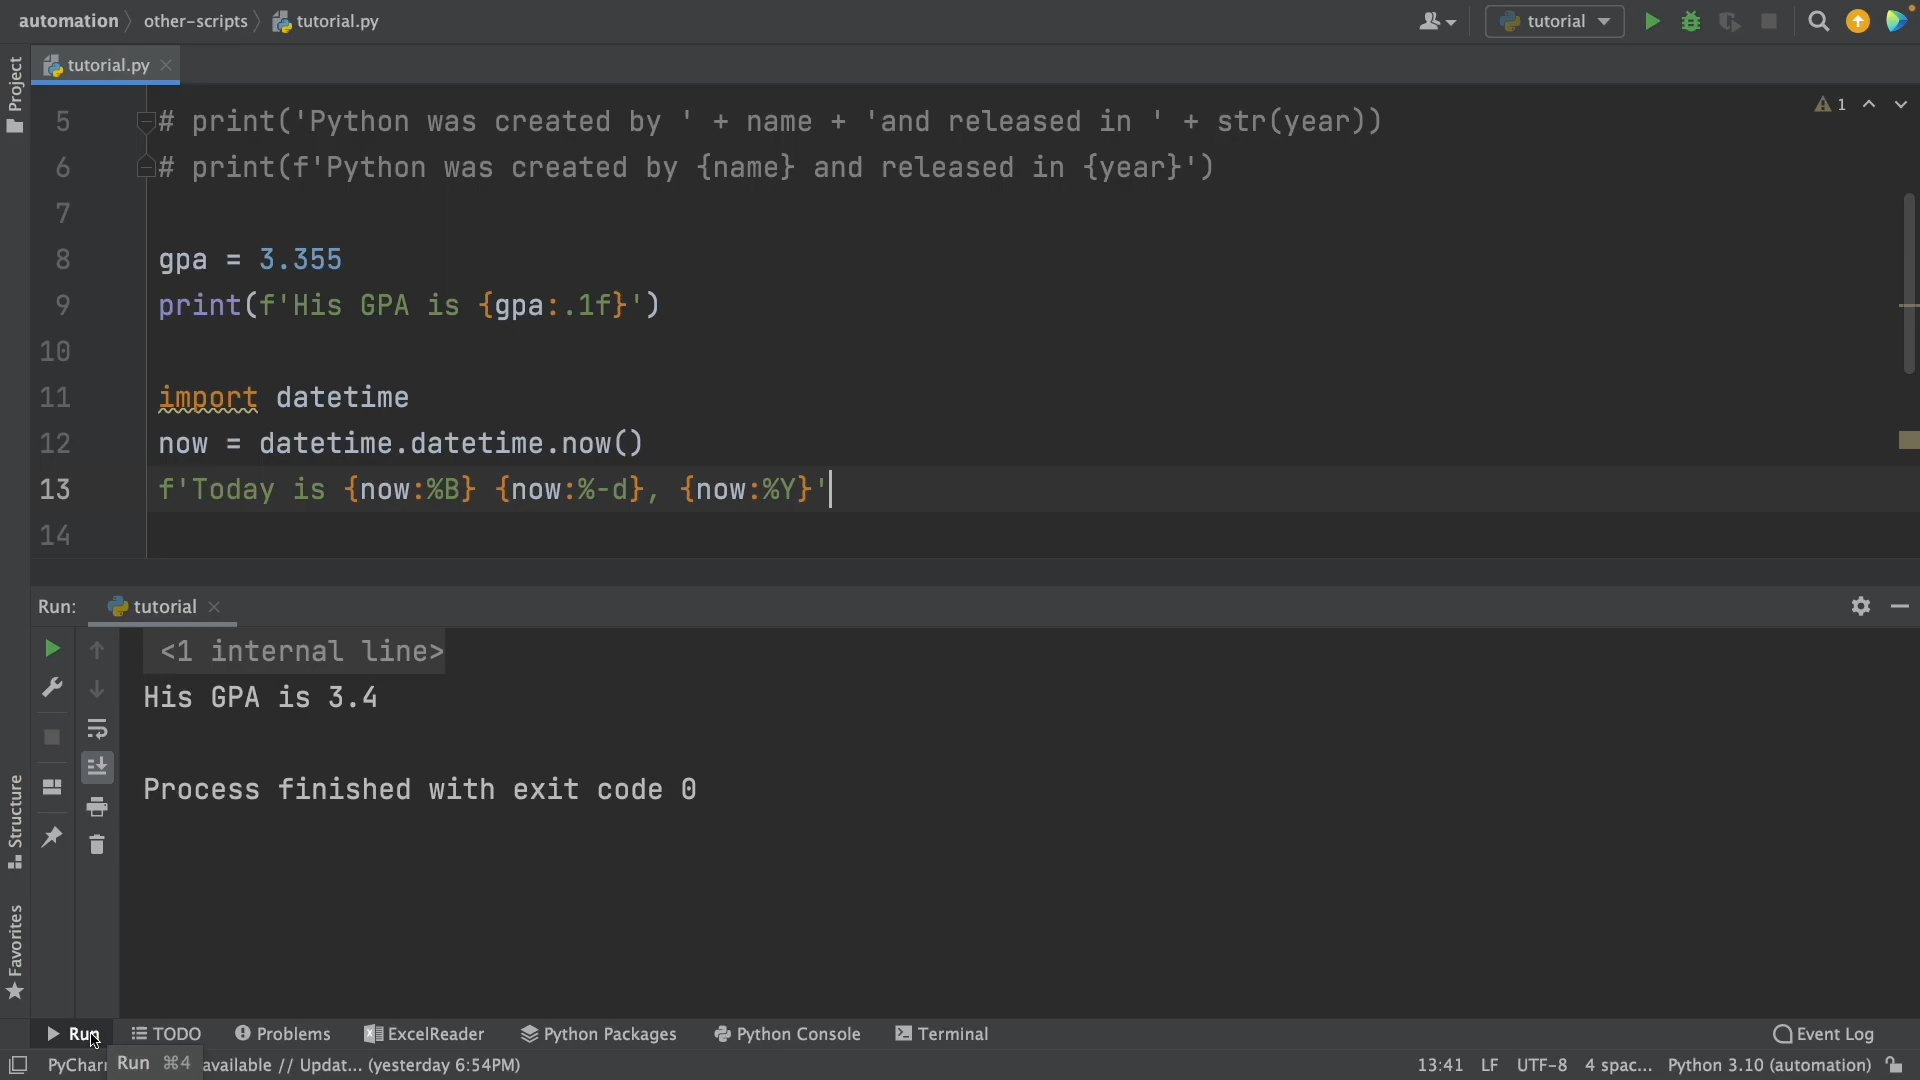 automation other-scripts tutorial.py
tutorial
tutorial.py
1
Project
5 # print('Python was created by ' + name + 'and released in ' + str(year))
6 # print(f'Python was created by {name} and released in {year}')
7
8 gpa = 3.355
9 print(f'His GPA is {gpa:.1f}')
10
11 import datetime
12 now = datetime.datetime.now()
13 f'Today is {now:%B} {now:%-d}, {now:%Y}'
14
Run: tutorial
<1 internal line>
His GPA is 3.4
Process finished with exit code 0
Structure
Favorites
Run TODO Problems ExcelReader Python Packages Python Console Terminal Event Log
PyChar
Run ⌘4
available // Updat... (yesterday 6:54PM)
13:41 LF UTF-8 4 spac... Python 3.10 (automation)